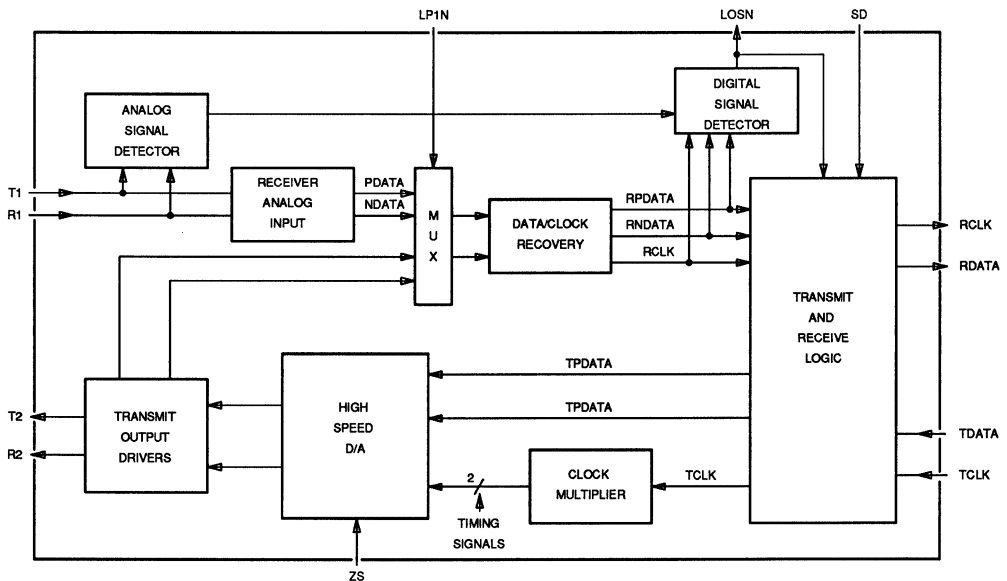 LP1N
LOSN
SD
ANALOG
SIGNAL
DETECTOR
DIGITAL
SIGNAL
DETECTOR
T1
R1
RECEIVER
ANALOG
INPUT
PDATA
NDATA
M
U
X
DATA/CLOCK
RECOVERY
RPDATA
RNDATA
RCLK
TRANSMIT
AND
RECEIVE
LOGIC
RCLK
RDATA
T2
R2
TRANSMIT
OUTPUT
DRIVERS
HIGH
SPEED
D/A
TPDATA
TPDATA
TDATA
TCLK
2
TIMING
SIGNALS
CLOCK
MULTIPLIER
TCLK
ZS